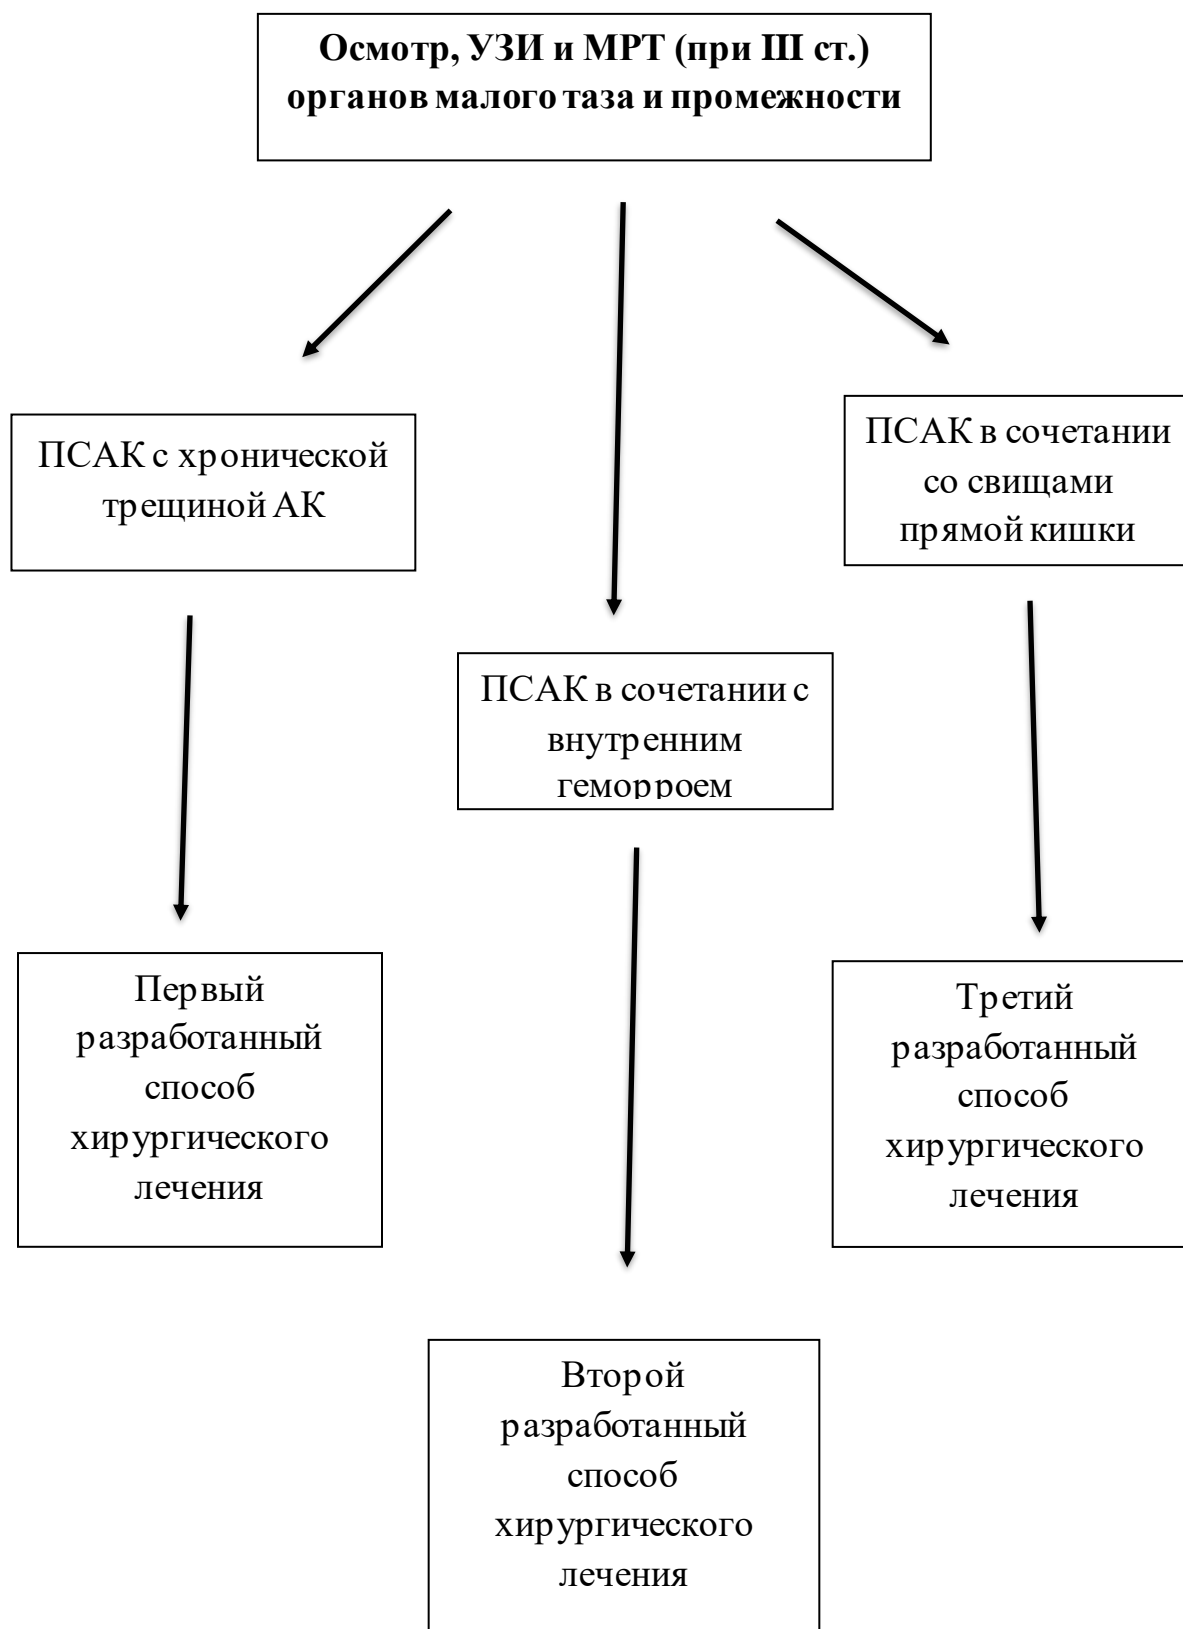 Осмотр, УЗИ и МРТ (при III ст.)
органов малого таза и промежности
ПСАК с хронической
трещиной АК
ПСАК в сочетании с
внутренним
геморроем
ПСАК в сочетании
со свищами
прямой кишки
Первый
разработанный
способ
хирургического
лечения
Второй
разработанный
способ
хирургического
лечения
Третий
разработанный
способ
хирургического
лечения